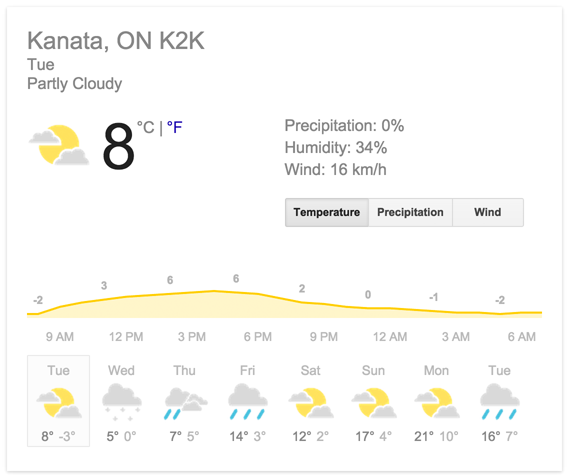 Kanata, ON K2K
Tue
Partly Cloudy
8 °C | °F
Precipitation: 0%
Humidity: 34%
Wind: 16 km/h
Temperature Precipitation Wind
-2 3 6 6 2 0 -1 -2
9 AM 12 PM 3 PM 6 PM 9 PM 12 AM 3 AM 6 AM
Tue Wed Thu Fri Sat Sun Mon Tue
8° -3° 5° 0° 7° 5° 14° 3° 12° 2° 17° 4° 21° 10° 16° 7°